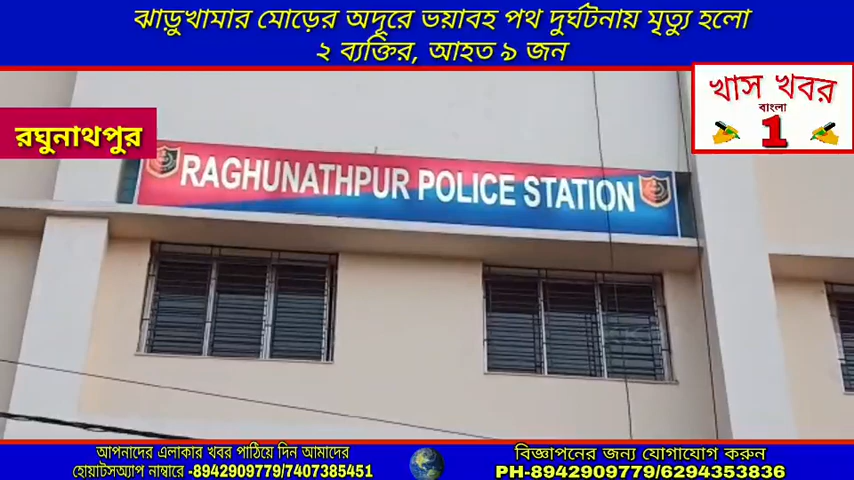 ঝাড়ুখামার মোড়ের অদূরে ভয়াবহ পথ দুর্ঘটনায় মৃত্যু হলো
২ ব্যক্তির, আহত ৯ জন
খাস খবর
বাংলা
1
রঘুনাথপুর
RAGHUNATHPUR POLICE STATION
আপনাদের এলাকার খবর পাঠিয়ে দিন আমাদের
হোয়াটসঅ্যাপ নাম্বারে -8942909779/7407385451
বিজ্ঞাপনের জন্য যোগাযোগ করুন
PH-8942909779/6294353836